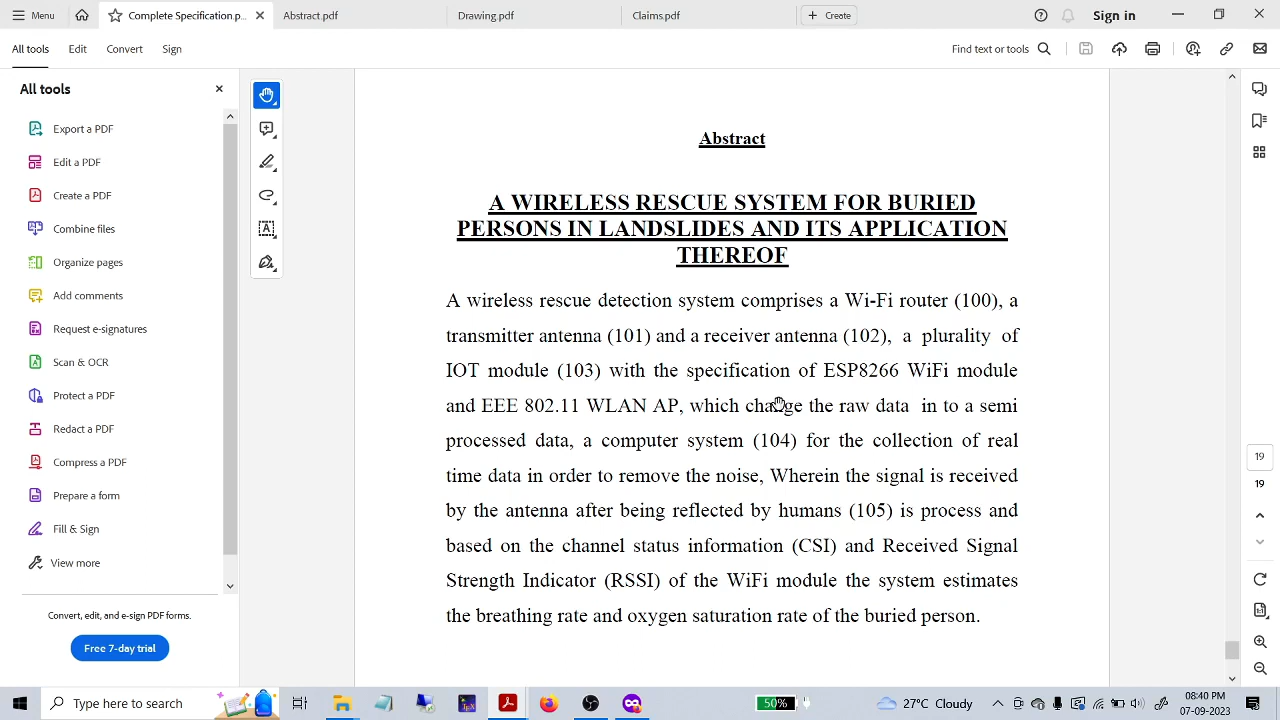 Menu
Complete Specification.p...
Abstract.pdf
Drawing.pdf
Claims.pdf
Create
Sign in
All tools
Edit
Convert
Sign
Find text or tools
All tools
Export a PDF
Edit a PDF
Create a PDF
Combine files
Organize pages
Add comments
Request e-signatures
Scan & OCR
Protect a PDF
Redact a PDF
Compress a PDF
Prepare a form
Fill & Sign
View more
Convert, edit, and e-sign PDF forms.
Free 7-day trial
Abstract
A WIRELESS RESCUE SYSTEM FOR BURIED
PERSONS IN LANDSLIDES AND ITS APPLICATION
THEREOF
A wireless rescue detection system comprises a Wi-Fi router (100), a
transmitter antenna (101) and a receiver antenna (102), a plurality of
IOT module (103) with the specification of ESP8266 WiFi module
and EEE 802.11 WLAN AP, which change the raw data in to a semi
processed data, a computer system (104) for the collection of real
time data in order to remove the noise, Wherein the signal is received
by the antenna after being reflected by humans (105) is process and
based on the channel status information (CSI) and Received Signal
Strength Indicator (RSSI) of the WiFi module the system estimates
the breathing rate and oxygen saturation rate of the buried person.
19
19
Type here to search
50%
27°C Cloudy
08:40 PM
07-09-2023